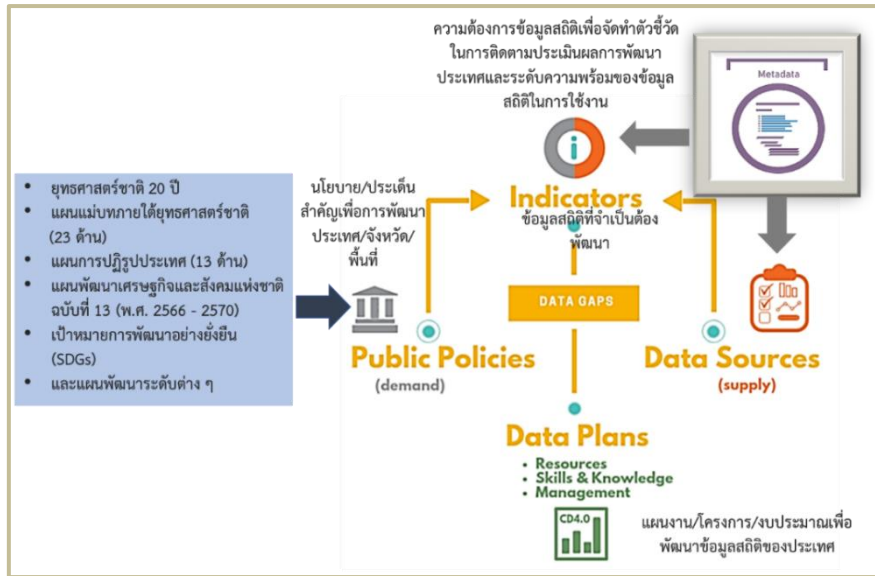 ความต้องการข้อมูลสถิติเพื่อจัดทำตัวชี้วัด
ในการติดตามประเมินผลการพัฒนา
ประเทศและระดับความพร้อมของข้อมูล
สถิติในการใช้งาน
Metadata
• ยุทธศาสตร์ชาติ 20 ปี
• แผนแม่บทภายใต้ยุทธศาสตร์ชาติ
(23 ด้าน)
• แผนการปฏิรูปประเทศ (13 ด้าน)
• แผนพัฒนาเศรษฐกิจและสังคมแห่งชาติ
ฉบับที่ 13 (พ.ศ. 2566 - 2570)
• เป้าหมายการพัฒนาอย่างยั่งยืน
(SDGs)
• และแผนพัฒนาระดับต่าง ๆ
นโยบาย/ประเด็น
สำคัญเพื่อการพัฒนา
ประเทศ/จังหวัด/
พื้นที่
i
Indicators
ข้อมูลสถิติที่จำเป็นต้อง
พัฒนา
DATA GAPS
Public Policies
(demand)
Data Sources
(supply)
Data Plans
• Resources
• Skills & Knowledge
• Management
CD4.0
แผนงาน/โครงการ/งบประมาณเพื่อ
พัฒนาข้อมูลสถิติของประเทศ